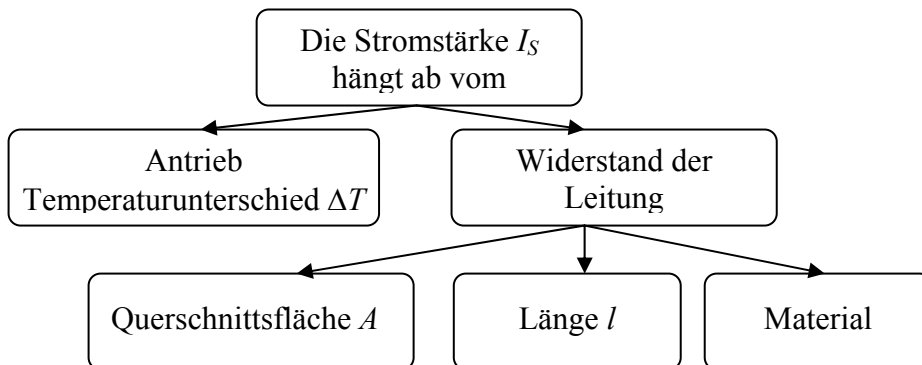 Die Stromstärke I_S
hängt ab vom
Antrieb
Temperaturunterschied ΔT
Widerstand der
Leitung
Querschnittsfläche A
Länge l
Material